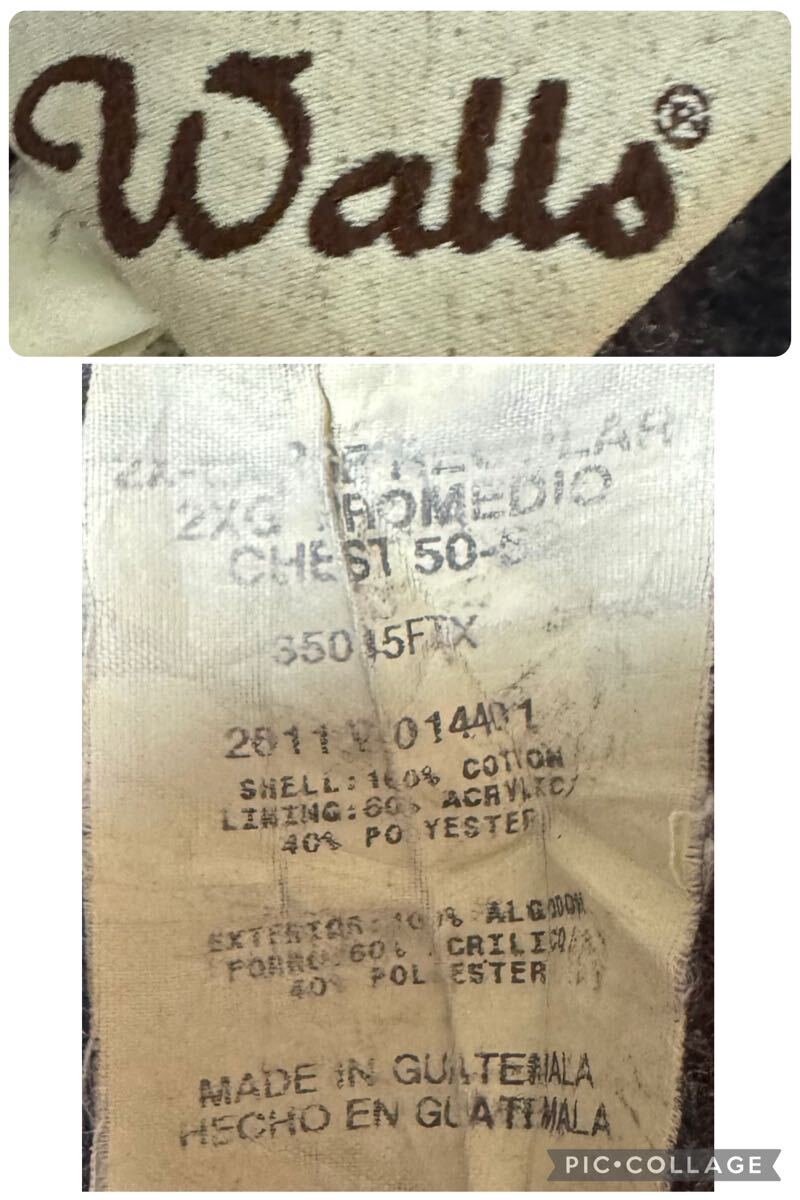 Walls®
2XG PROMEDIO
CHEST 50-52
35015FTX
SHELL: 100% COTTON
LINING: 60% ACRYLIC/
40% POLYESTER
EXTERIOR: 100% ALGODON
FORRO: 60% ACRILICO/
40% POLIESTER
MADE IN GUATEMALA
HECHO EN GUATEMALA
PIC•COLLAGE